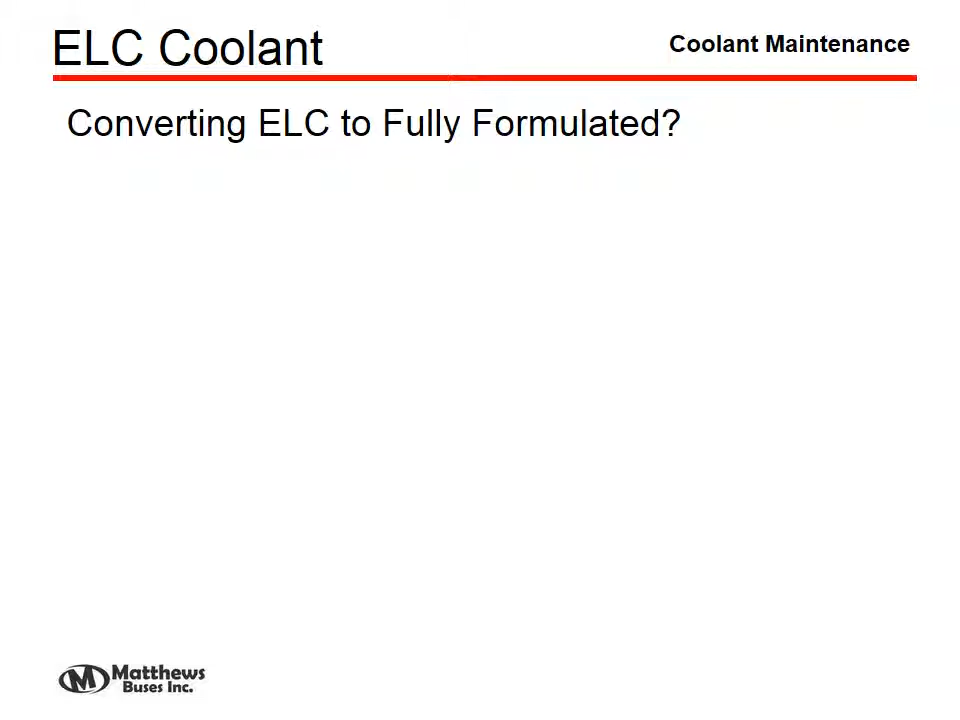 ELC Coolant
Coolant Maintenance
Converting ELC to Fully Formulated?
Matthews
Buses Inc.